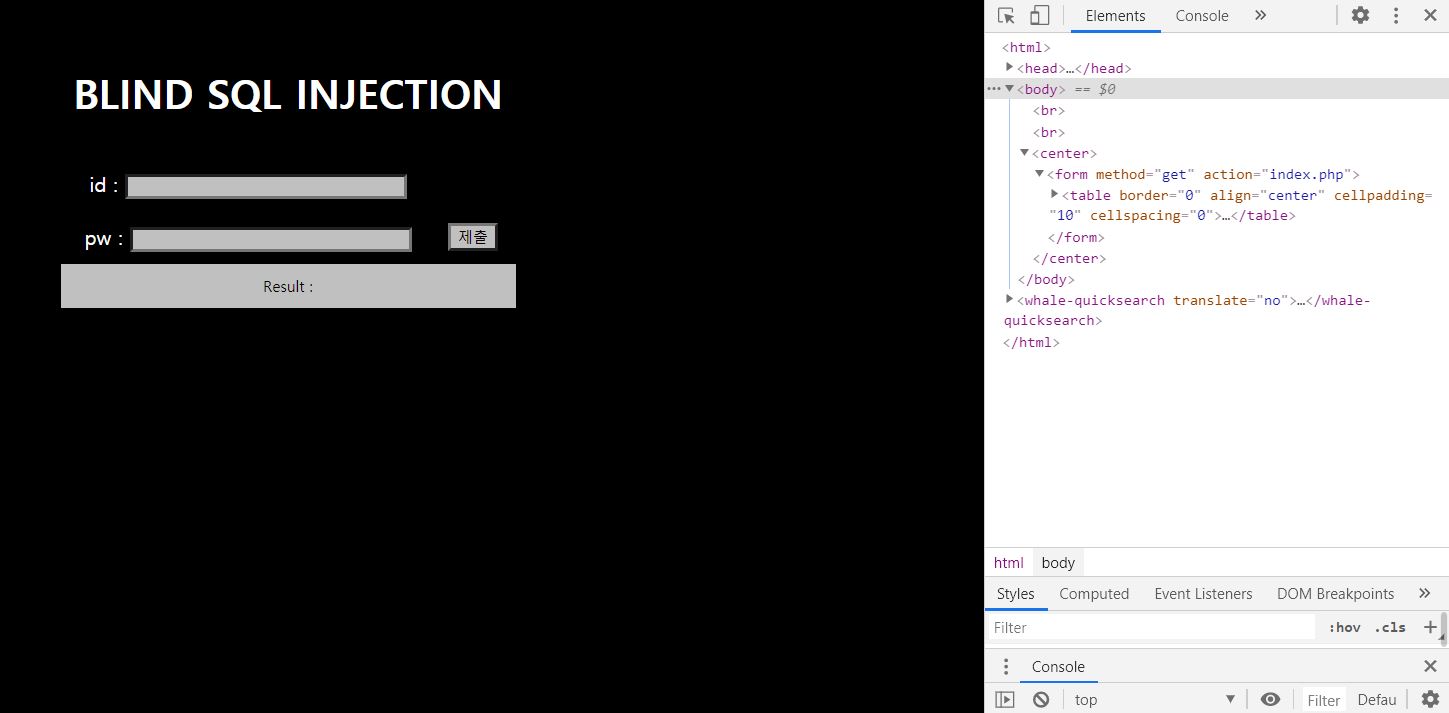 BLIND SQL INJECTION
id :
pw :
제출
Result :
Elements Console »
<html>
<head>…</head>
<body> == $0
<br>
<br>
<center>
<form method="get" action="index.php">
<table border="0" align="center" cellpadding=
"10" cellspacing="0">…</table>
</form>
</center>
</body>
<whale-quicksearch translate="no">…</whale-
quicksearch>
</html>
html body
Styles Computed Event Listeners DOM Breakpoints »
Filter :hov .cls +
Console
top Filter Defau